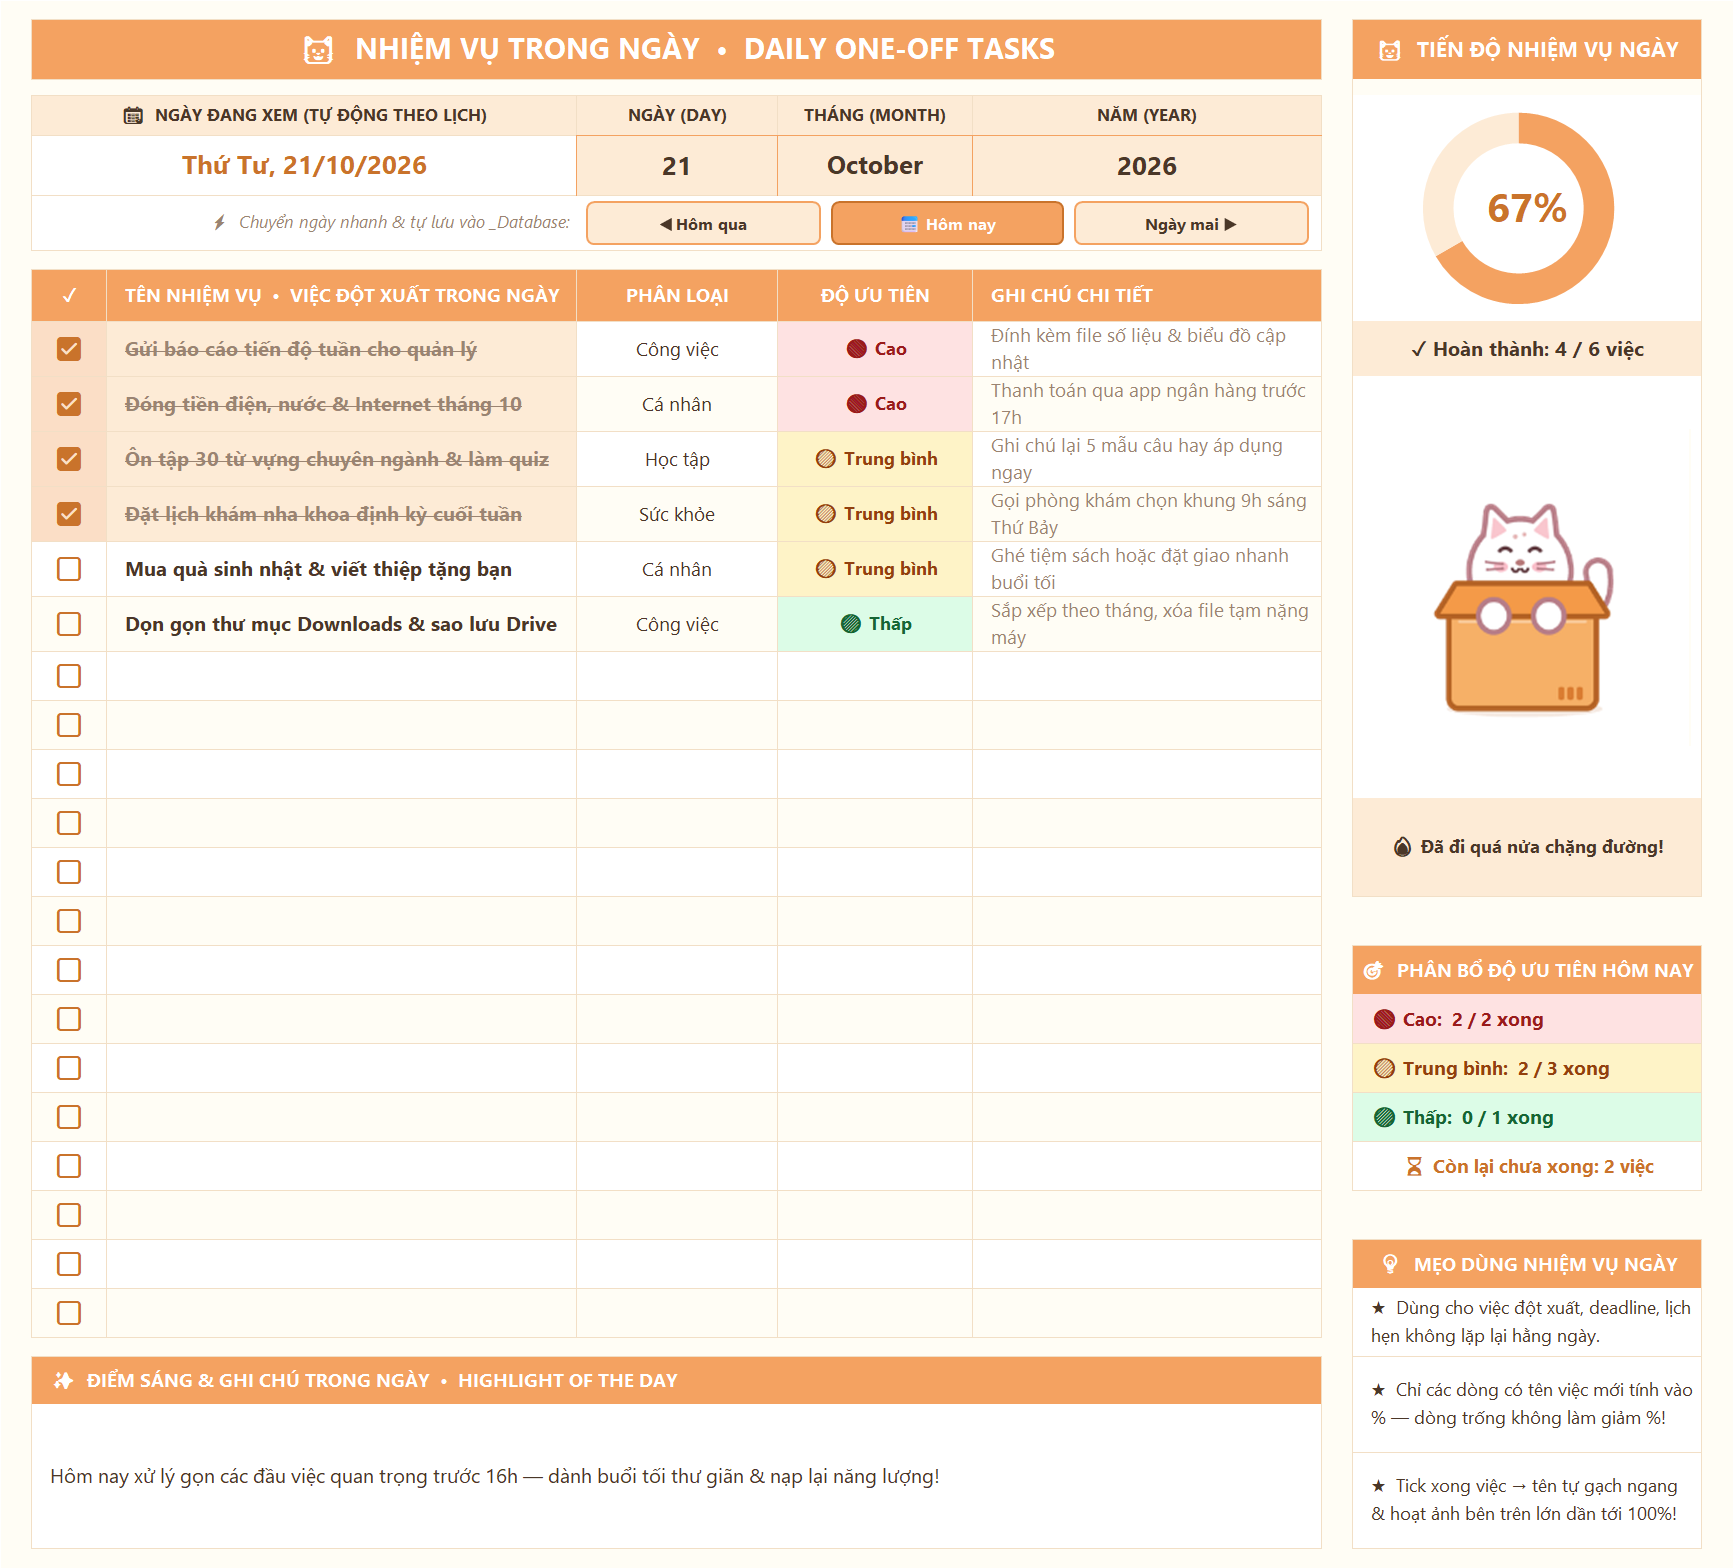 NHIỆM VỤ TRONG NGÀY • DAILY ONE-OFF TASKS
NGÀY ĐANG XEM (TỰ ĐỘNG THEO LỊCH)
NGÀY (DAY)
THÁNG (MONTH)
NĂM (YEAR)
Thứ Tư, 21/10/2026
21
October
2026
Chuyển ngày nhanh & tự lưu vào _Database:
◀ Hôm qua
Hôm nay
Ngày mai ▶
✓
TÊN NHIỆM VỤ • VIỆC ĐỘT XUẤT TRONG NGÀY
PHÂN LOẠI
ĐỘ ƯU TIÊN
GHI CHÚ CHI TIẾT
Gửi báo cáo tiến độ tuần cho quản lý
Công việc
Cao
Đính kèm file số liệu & biểu đồ cập
nhật
Đóng tiền điện, nước & Internet tháng 10
Cá nhân
Cao
Thanh toán qua app ngân hàng trước
17h
Ôn tập 30 từ vựng chuyên ngành & làm quiz
Học tập
Trung bình
Ghi chú lại 5 mẫu câu hay áp dụng
ngay
Đặt lịch khám nha khoa định kỳ cuối tuần
Sức khỏe
Trung bình
Gọi phòng khám chọn khung 9h sáng
Thứ Bảy
Mua quà sinh nhật & viết thiệp tặng bạn
Cá nhân
Trung bình
Ghé tiệm sách hoặc đặt giao nhanh
buổi tối
Dọn gọn thư mục Downloads & sao lưu Drive
Công việc
Thấp
Sắp xếp theo tháng, xóa file tạm nặng
máy
ĐIỂM SÁNG & GHI CHÚ TRONG NGÀY • HIGHLIGHT OF THE DAY
Hôm nay xử lý gọn các đầu việc quan trọng trước 16h — dành buổi tối thư giãn & nạp lại năng lượng!
TIẾN ĐỘ NHIỆM VỤ NGÀY
67%
✓ Hoàn thành: 4 / 6 việc
Đã đi quá nửa chặng đường!
PHÂN BỔ ĐỘ ƯU TIÊN HÔM NAY
Cao: 2 / 2 xong
Trung bình: 2 / 3 xong
Thấp: 0 / 1 xong
Còn lại chưa xong: 2 việc
MẸO DÙNG NHIỆM VỤ NGÀY
★ Dùng cho việc đột xuất, deadline, lịch
hẹn không lặp lại hằng ngày.
★ Chỉ các dòng có tên việc mới tính vào
% — dòng trống không làm giảm %!
★ Tick xong việc → tên tự gạch ngang
& hoạt ảnh bên trên lớn dần tới 100%!